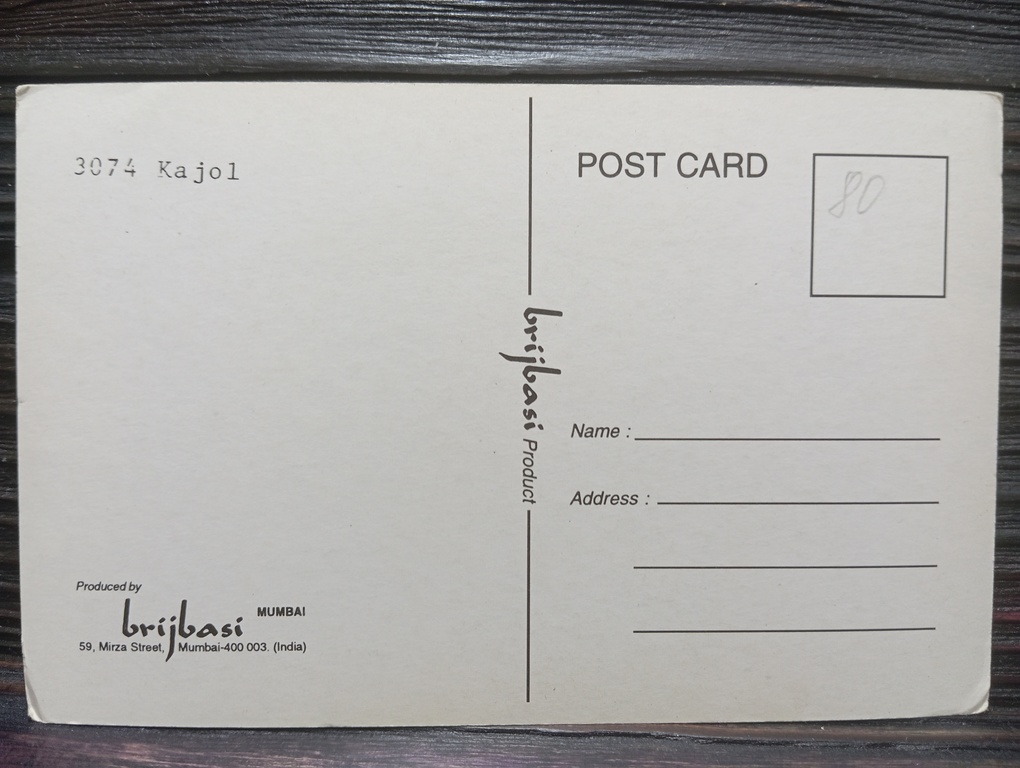 3074 Kajol
Produced by
brijbasi MUMBAI
59, Mirza Street, Mumbai-400 003. (India)
brijbasi Product
POST CARD
80
Name :
Address :